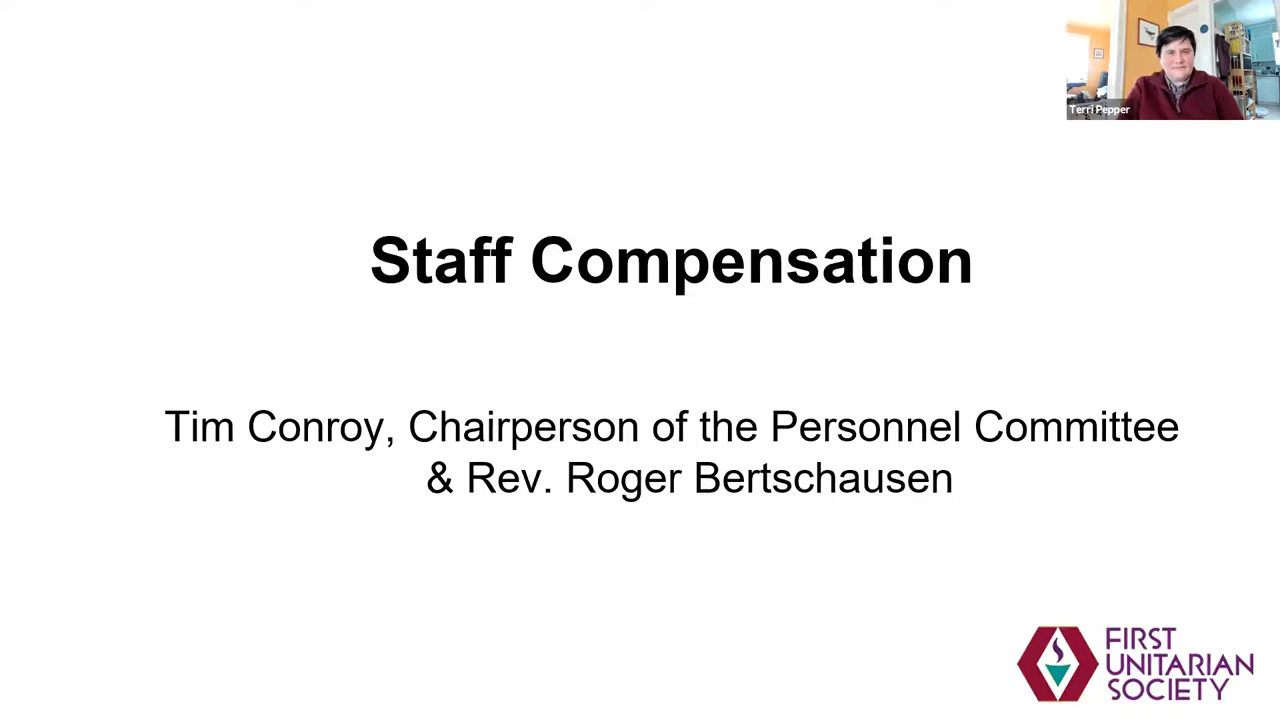 Terri Pepper
Staff Compensation
Tim Conroy, Chairperson of the Personnel Committee
& Rev. Roger Bertschausen
FIRST
UNITARIAN
SOCIETY